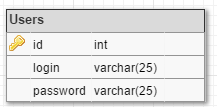 Users
id int
login varchar(25)
password varchar(25)